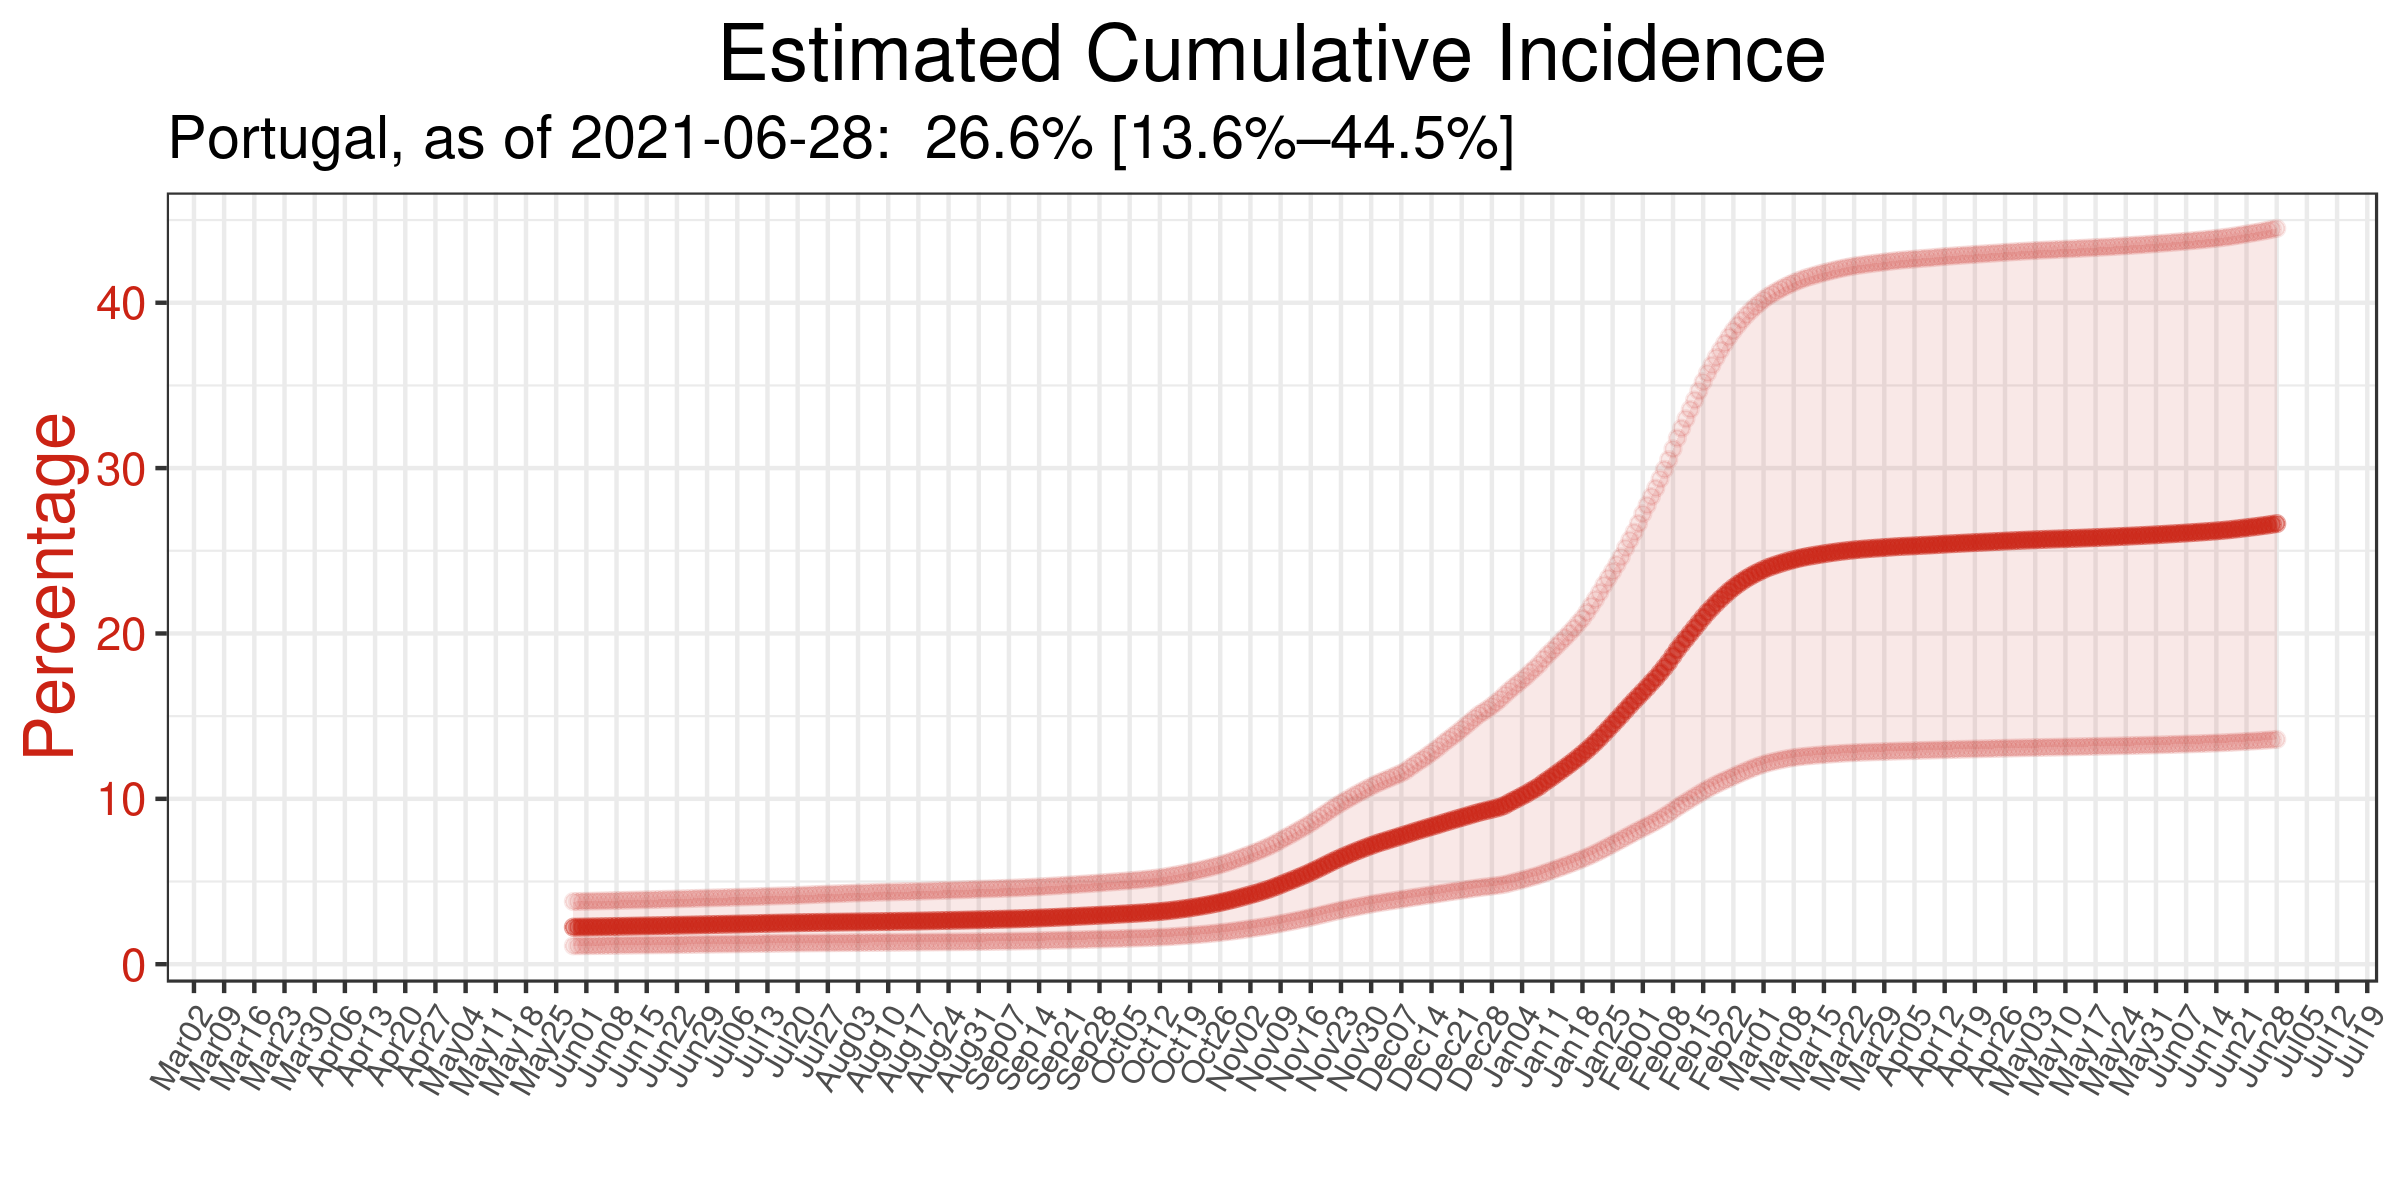 Estimated Cumulative Incidence
Portugal, as of 2021-06-28: 26.6% [13.6%–44.5%]
Percentage
40
30
20
10
0
Mar02
Mar09
Mar16
Mar23
Mar30
Apr06
Apr13
Apr20
Apr27
May04
May11
May18
May25
Jun01
Jun08
Jun15
Jun22
Jun29
Jul06
Jul13
Jul20
Jul27
Aug03
Aug10
Aug17
Aug24
Aug31
Sep07
Sep14
Sep21
Sep28
Oct05
Oct12
Oct19
Oct26
Nov02
Nov09
Nov16
Nov23
Nov30
Dec07
Dec14
Dec21
Dec28
Jan04
Jan11
Jan18
Jan25
Feb01
Feb08
Feb15
Feb22
Mar01
Mar08
Mar15
Mar22
Mar29
Apr05
Apr12
Apr19
Apr26
May03
May10
May17
May24
May31
May07
Jun14
Jun21
Jun28
Jul05
Jul12
Jul19